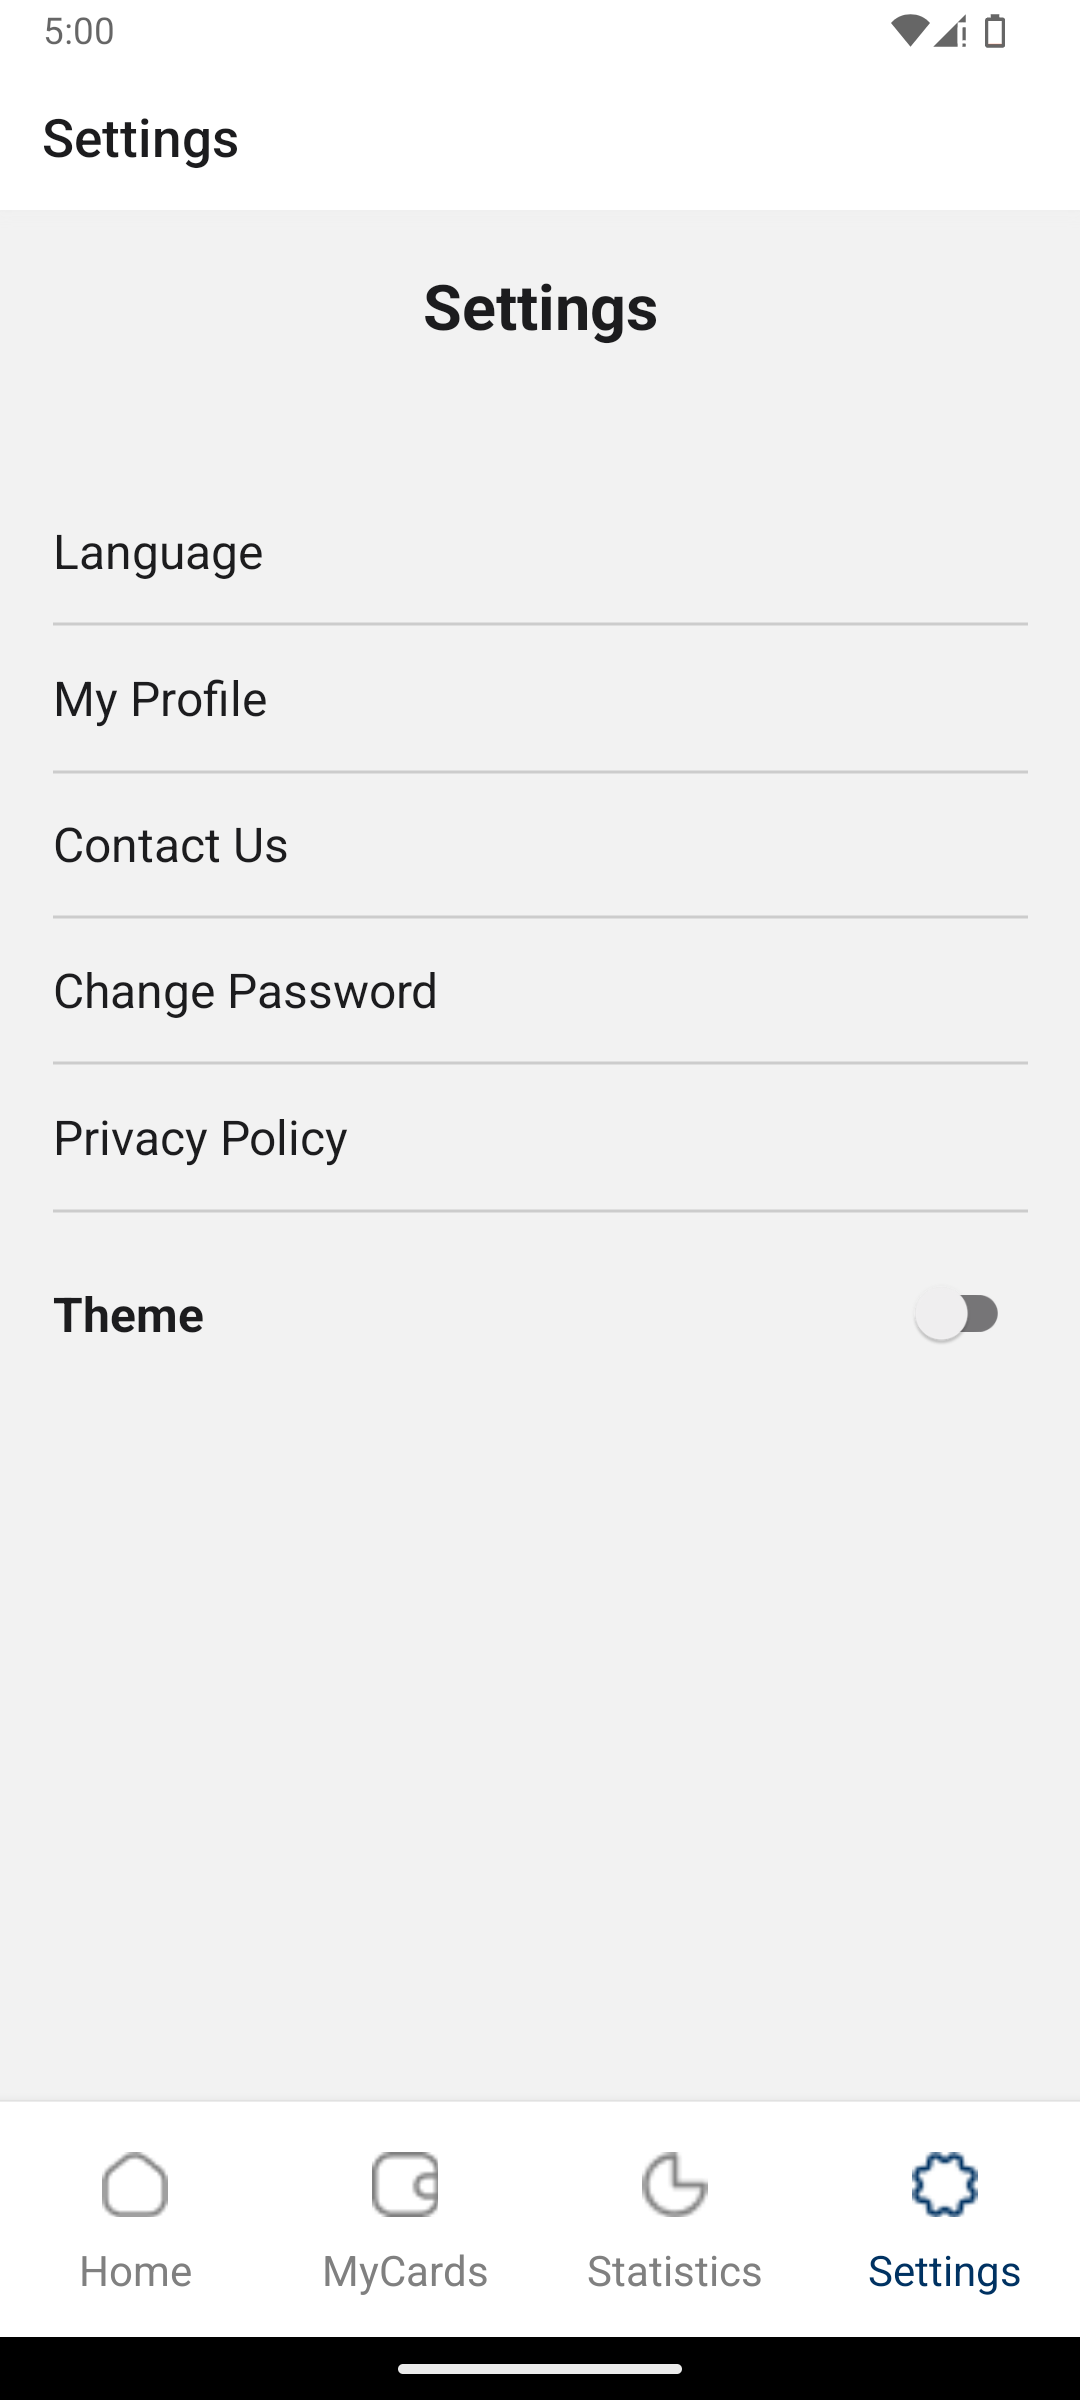 5:00
Settings
Settings
Language
My Profile
Contact Us
Change Password
Privacy Policy
Theme
Home
MyCards
Statistics
Settings